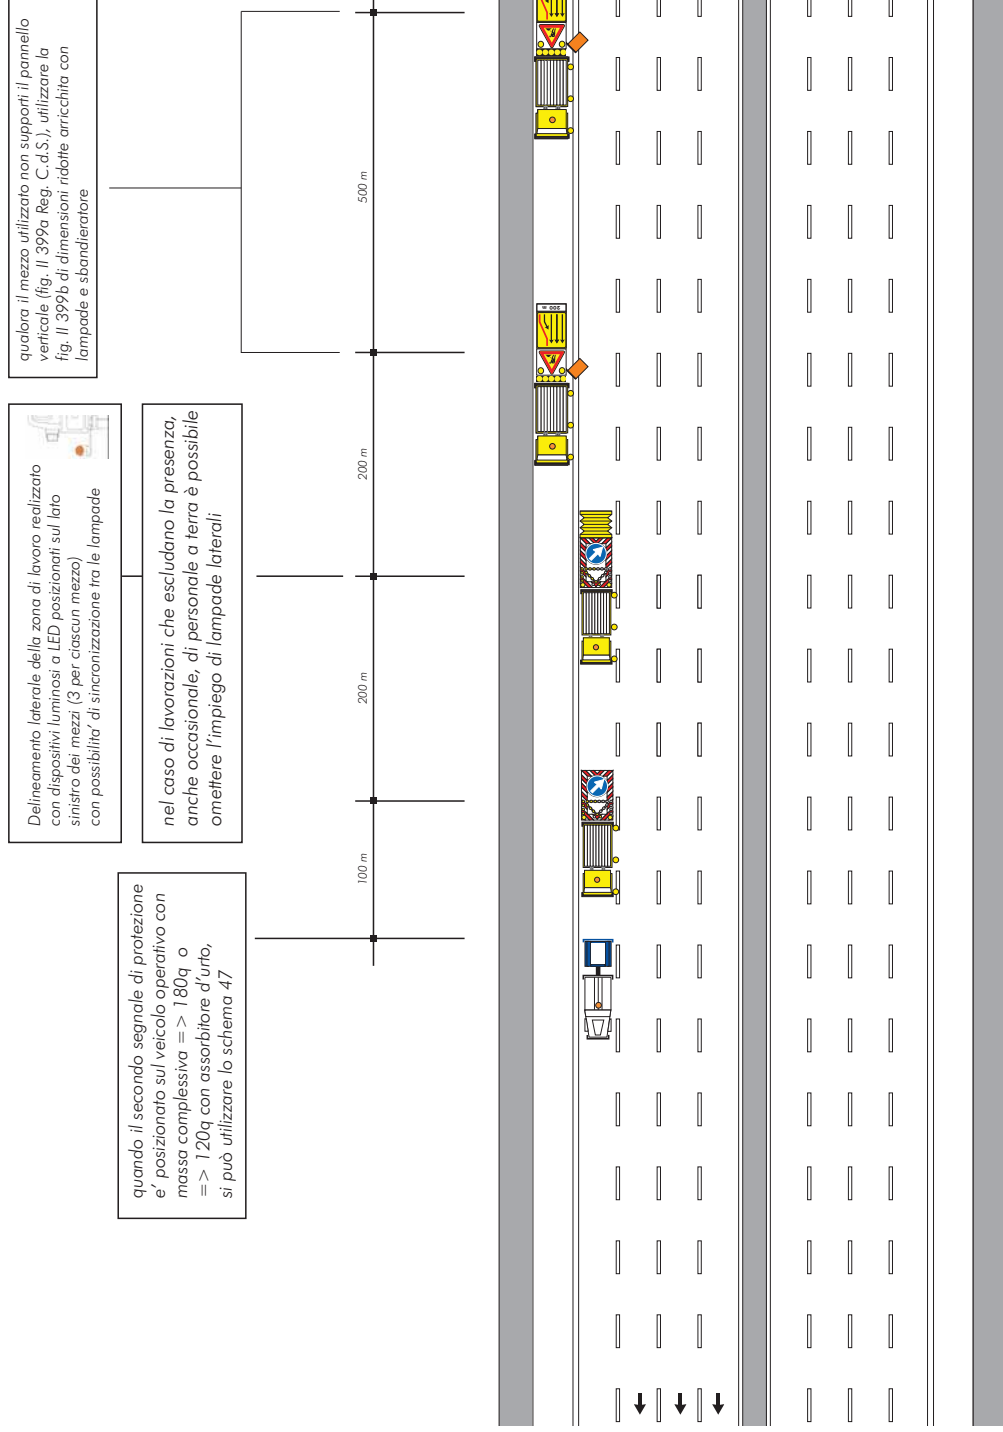 qualora il mezzo utilizzato non supporti il pannello
verticale (fig. II 399a Reg. C.d.S.), utilizzare la
fig. II 399b di dimensioni ridotte arricchita con
lampade e sbandieratore
Delineamento laterale della zona di lavoro realizzato
con dispositivi luminosi a LED posizionati sul lato
sinistro dei mezzi (3 per ciascun mezzo)
con possibilita' di sincronizzazione tra le lampade
nel caso di lavorazioni che escludano la presenza,
anche occasionale, di personale a terra è possibile
omettere l'impiego di lampade laterali
quando il secondo segnale di protezione
e' posizionato sul veicolo operativo con
massa complessiva => 180q o
=> 120q con assorbitore d'urto,
si può utilizzare lo schema 47
500 m
200 m
200 m
100 m
300 m